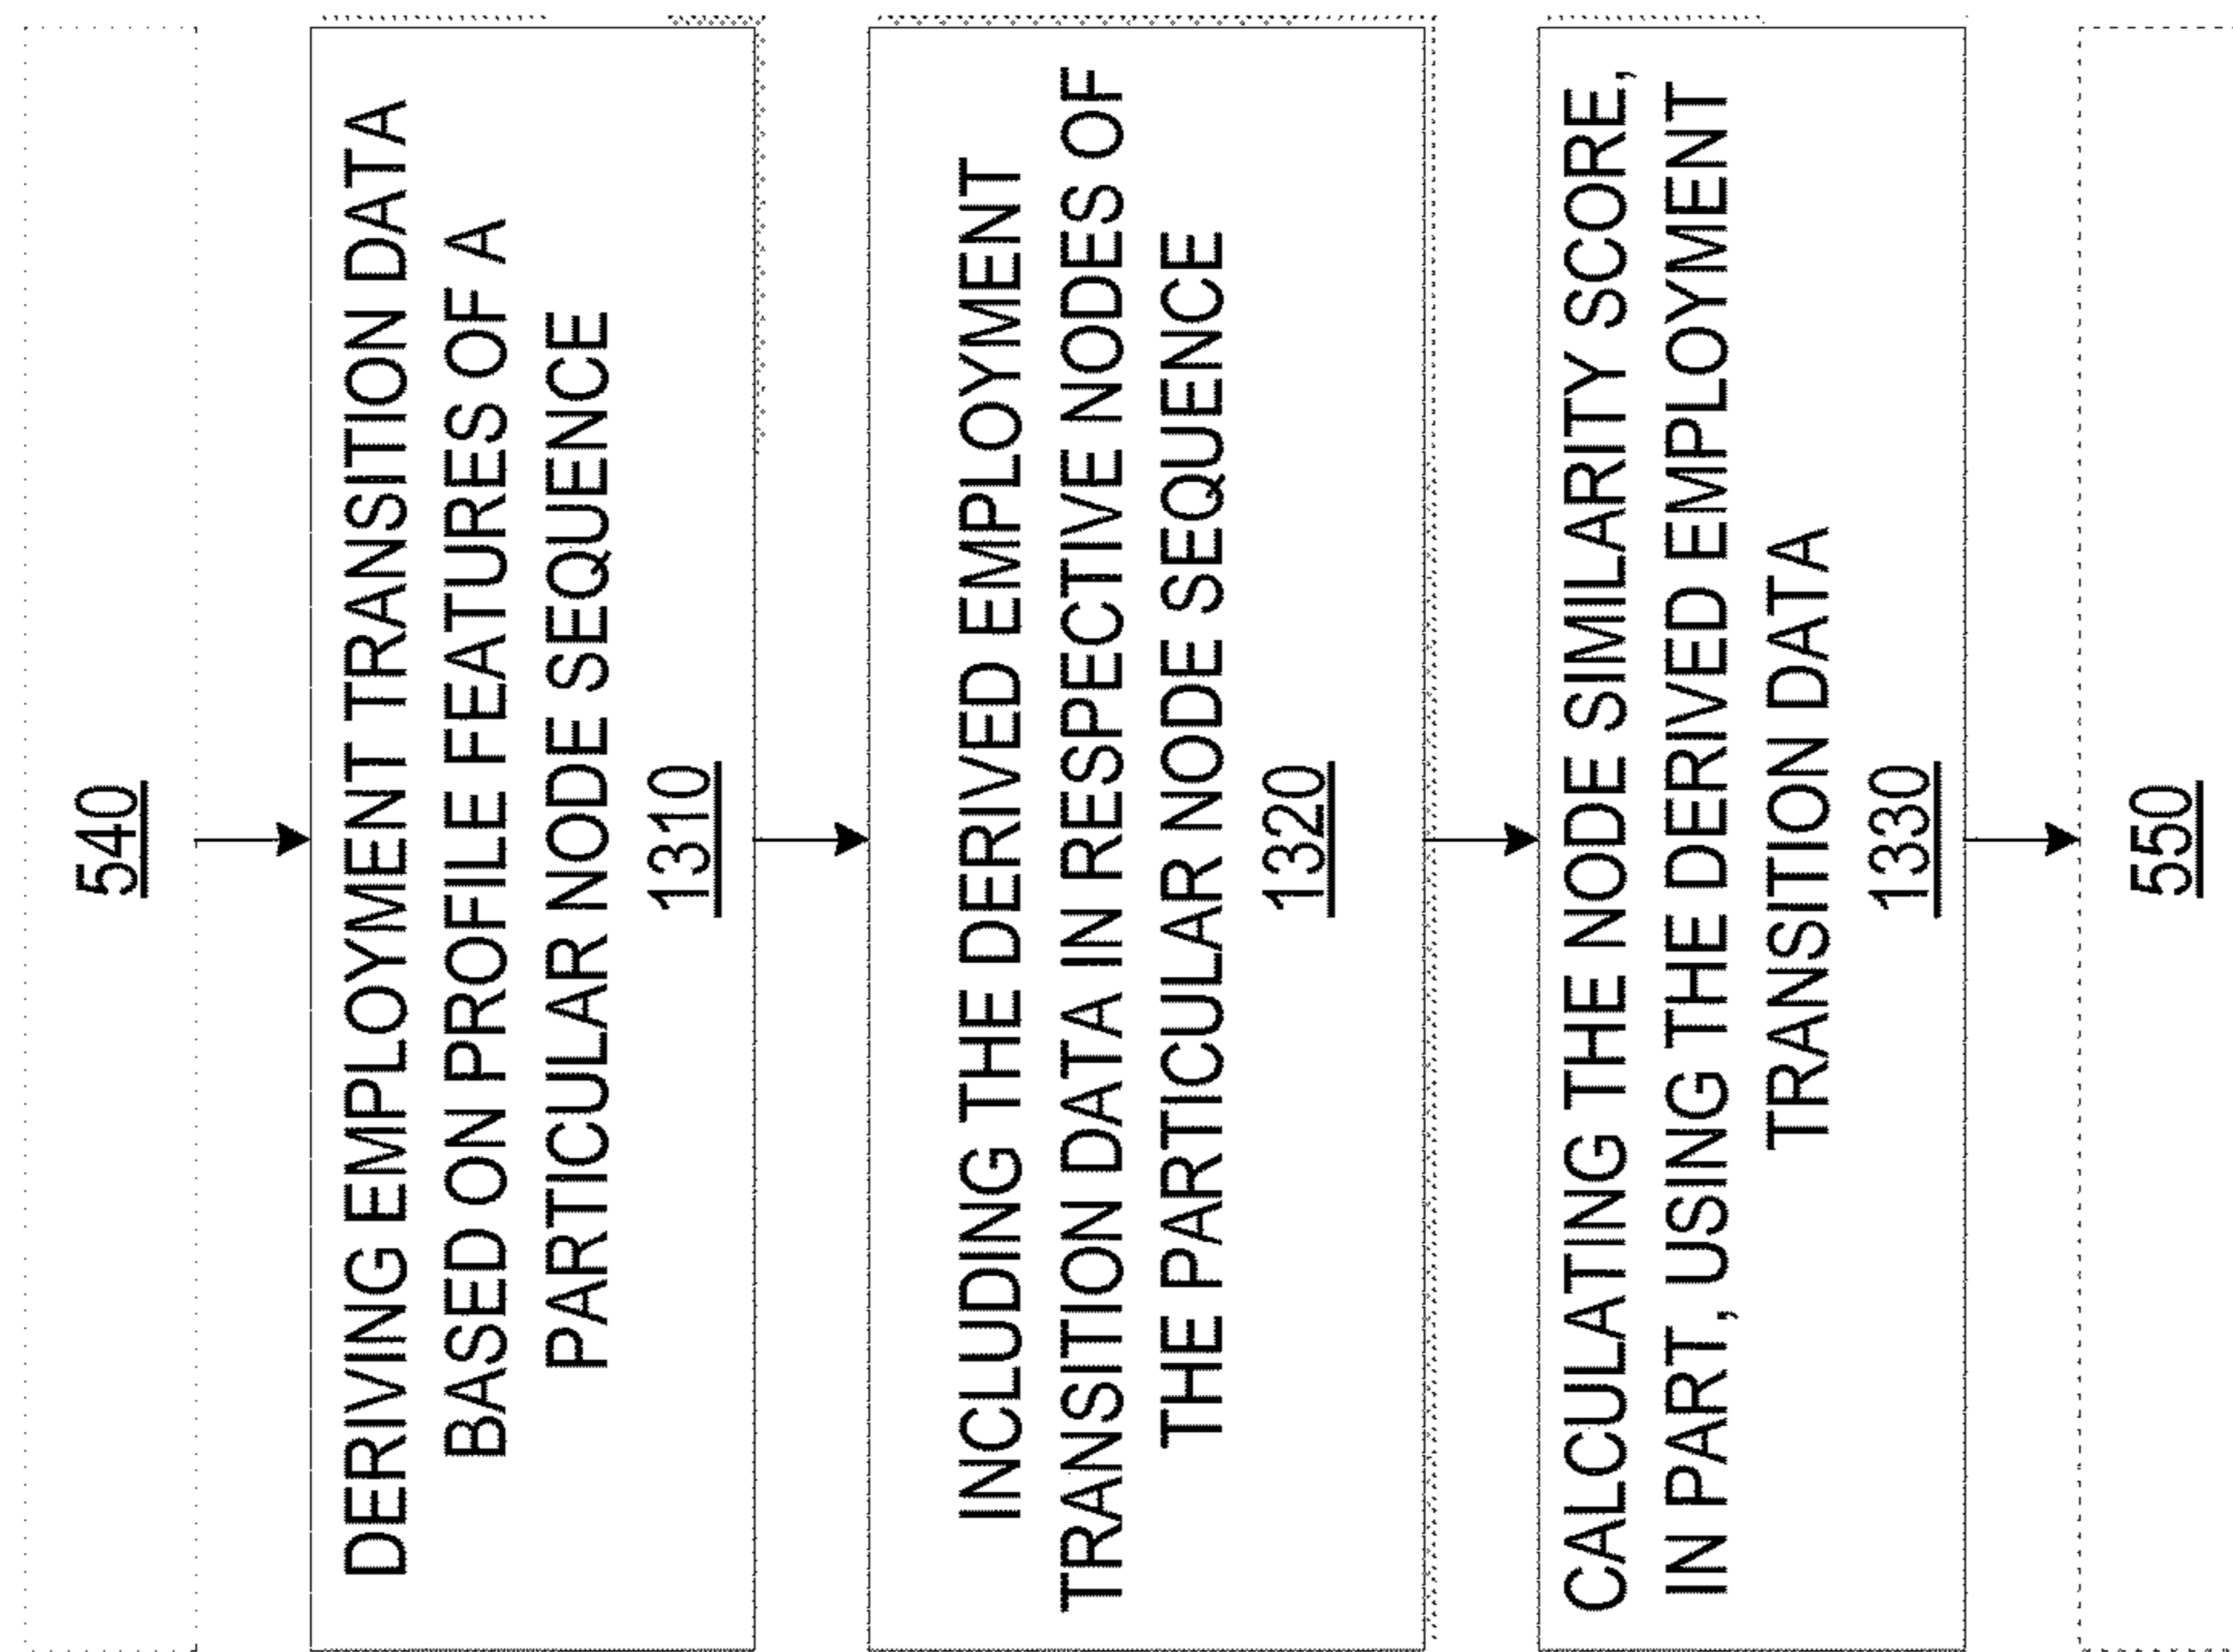 540
DERIVING EMPLOYMENT TRANSITION DATA
BASED ON PROFILE FEATURES OF A
PARTICULAR NODE SEQUENCE
1310
INCLUDING THE DERIVED EMPLOYMENT
TRANSITION DATA IN RESPECTIVE NODES OF
THE PARTICULAR NODE SEQUENCE
1320
CALCULATING THE NODE SIMILARITY SCORE,
IN PART, USING THE DERIVED EMPLOYMENT
TRANSITION DATA
1330
550